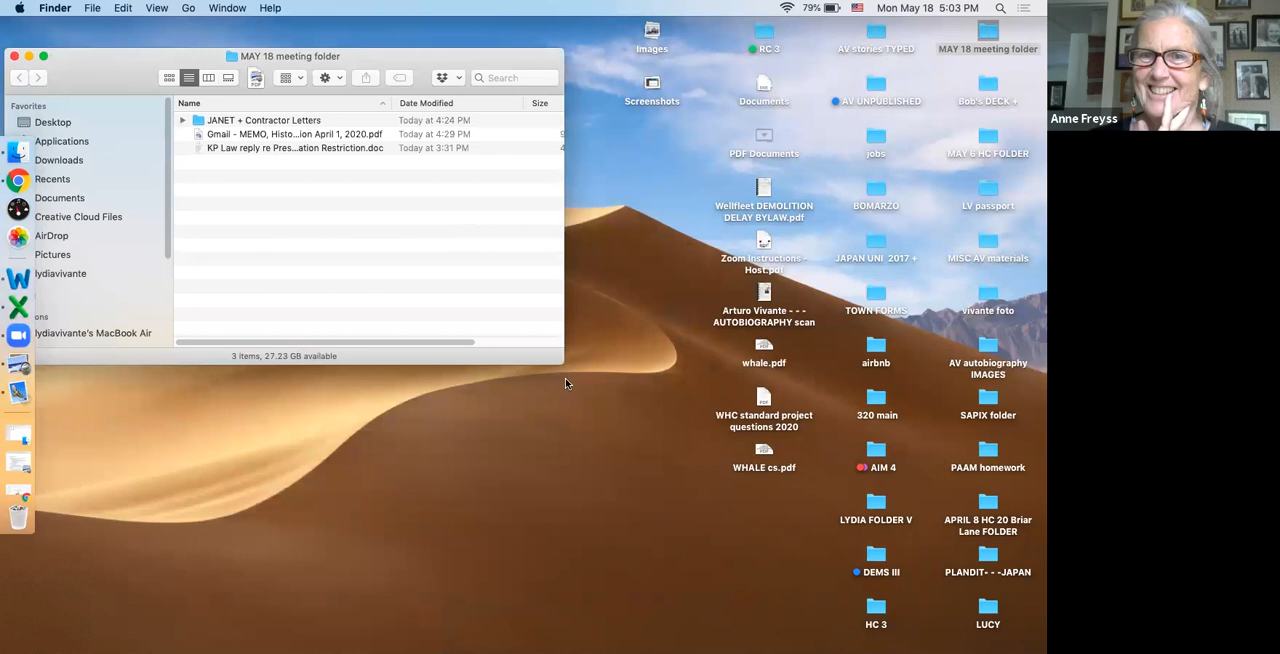 Finder File Edit View Go Window Help
79% Mon May 18 5:03 PM
MAY 18 meeting folder
Search
Favorites
Desktop
Applications
Downloads
Recents
Documents
Creative Cloud Files
AirDrop
Pictures
lydiavivante
ons
lydiavivante's MacBook Air
Name Date Modified Size
JANET + Contractor Letters Today at 4:24 PM
Gmail - MEMO, Histo...ion April 1, 2020.pdf Today at 4:29 PM 9
KP Law reply re Pres...ation Restriction.doc Today at 3:31 PM 4
3 items, 27.23 GB available
Images
Screenshots
RC 3
Documents
PDF Documents
Wellfleet DEMOLITION
DELAY BYLAW.pdf
Zoom Instructions -
Host.pdf
Arturo Vivante - - -
AUTOBIOGRAPHY scan
whale.pdf
WHC standard project
questions 2020
WHALE cs.pdf
AV stories TYPED
AV UNPUBLISHED
jobs
BOMARZO
JAPAN UNI 2017 +
TOWN FORMS
airbnb
320 main
AIM 4
LYDIA FOLDER V
DEMS III
HC 3
MAY 18 meeting folder
Bob's DECK +
MAY 6 HC FOLDER
LV passport
MISC AV materials
vivante foto
AV autobiography
IMAGES
SAPIX folder
PAAM homework
APRIL 8 HC 20 Briar
Lane FOLDER
PLANDIT- - -JAPAN
LUCY
Anne Freyss